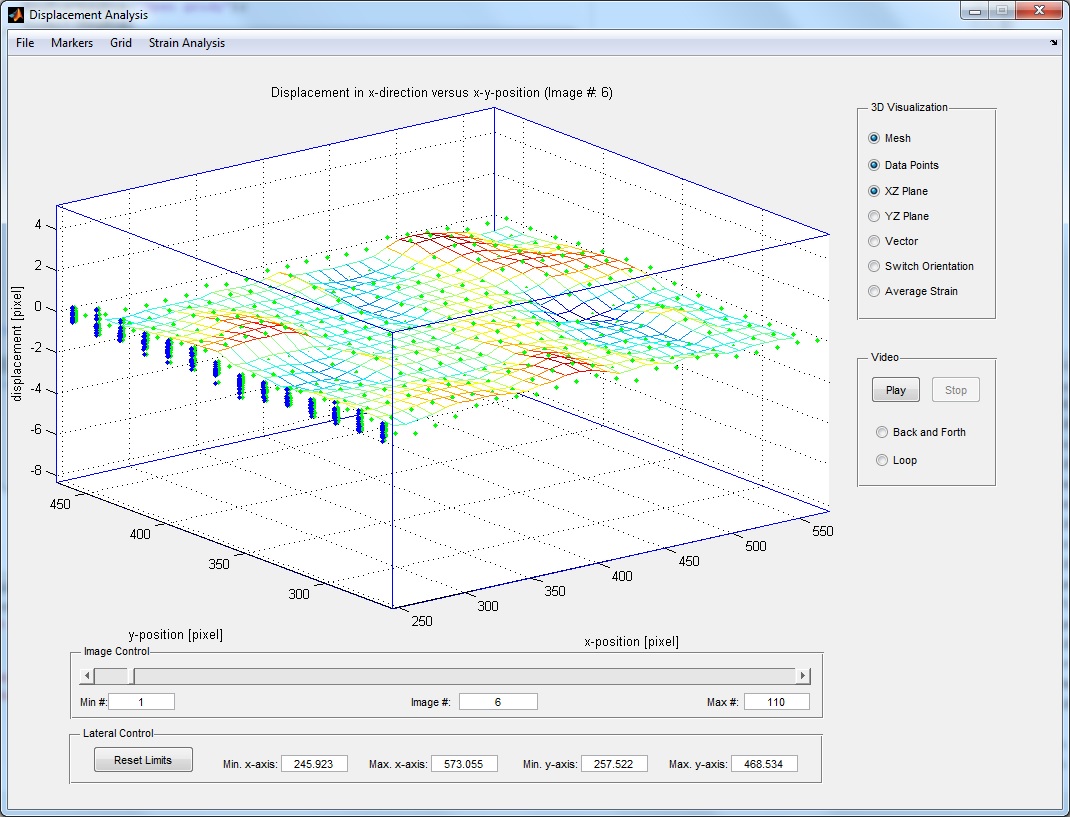 Displacement Analysis
File Markers Grid Strain Analysis
Displacement in x-direction versus x-y-position (Image #: 6)
displacement [pixel]
4
2
0
-2
-4
-6
-8
450
400
350
300
y-position [pixel]
250
300
350
400
450
500
550
x-position [pixel]
3D Visualization
Mesh
Data Points
XZ Plane
YZ Plane
Vector
Switch Orientation
Average Strain
Video
Play Stop
Back and Forth
Loop
Image Control
Min #: 1 Image #: 6 Max #: 110
Lateral Control
Reset Limits Min. x-axis: 245.923 Max. x-axis: 573.055 Min. y-axis: 257.522 Max. y-axis: 468.534